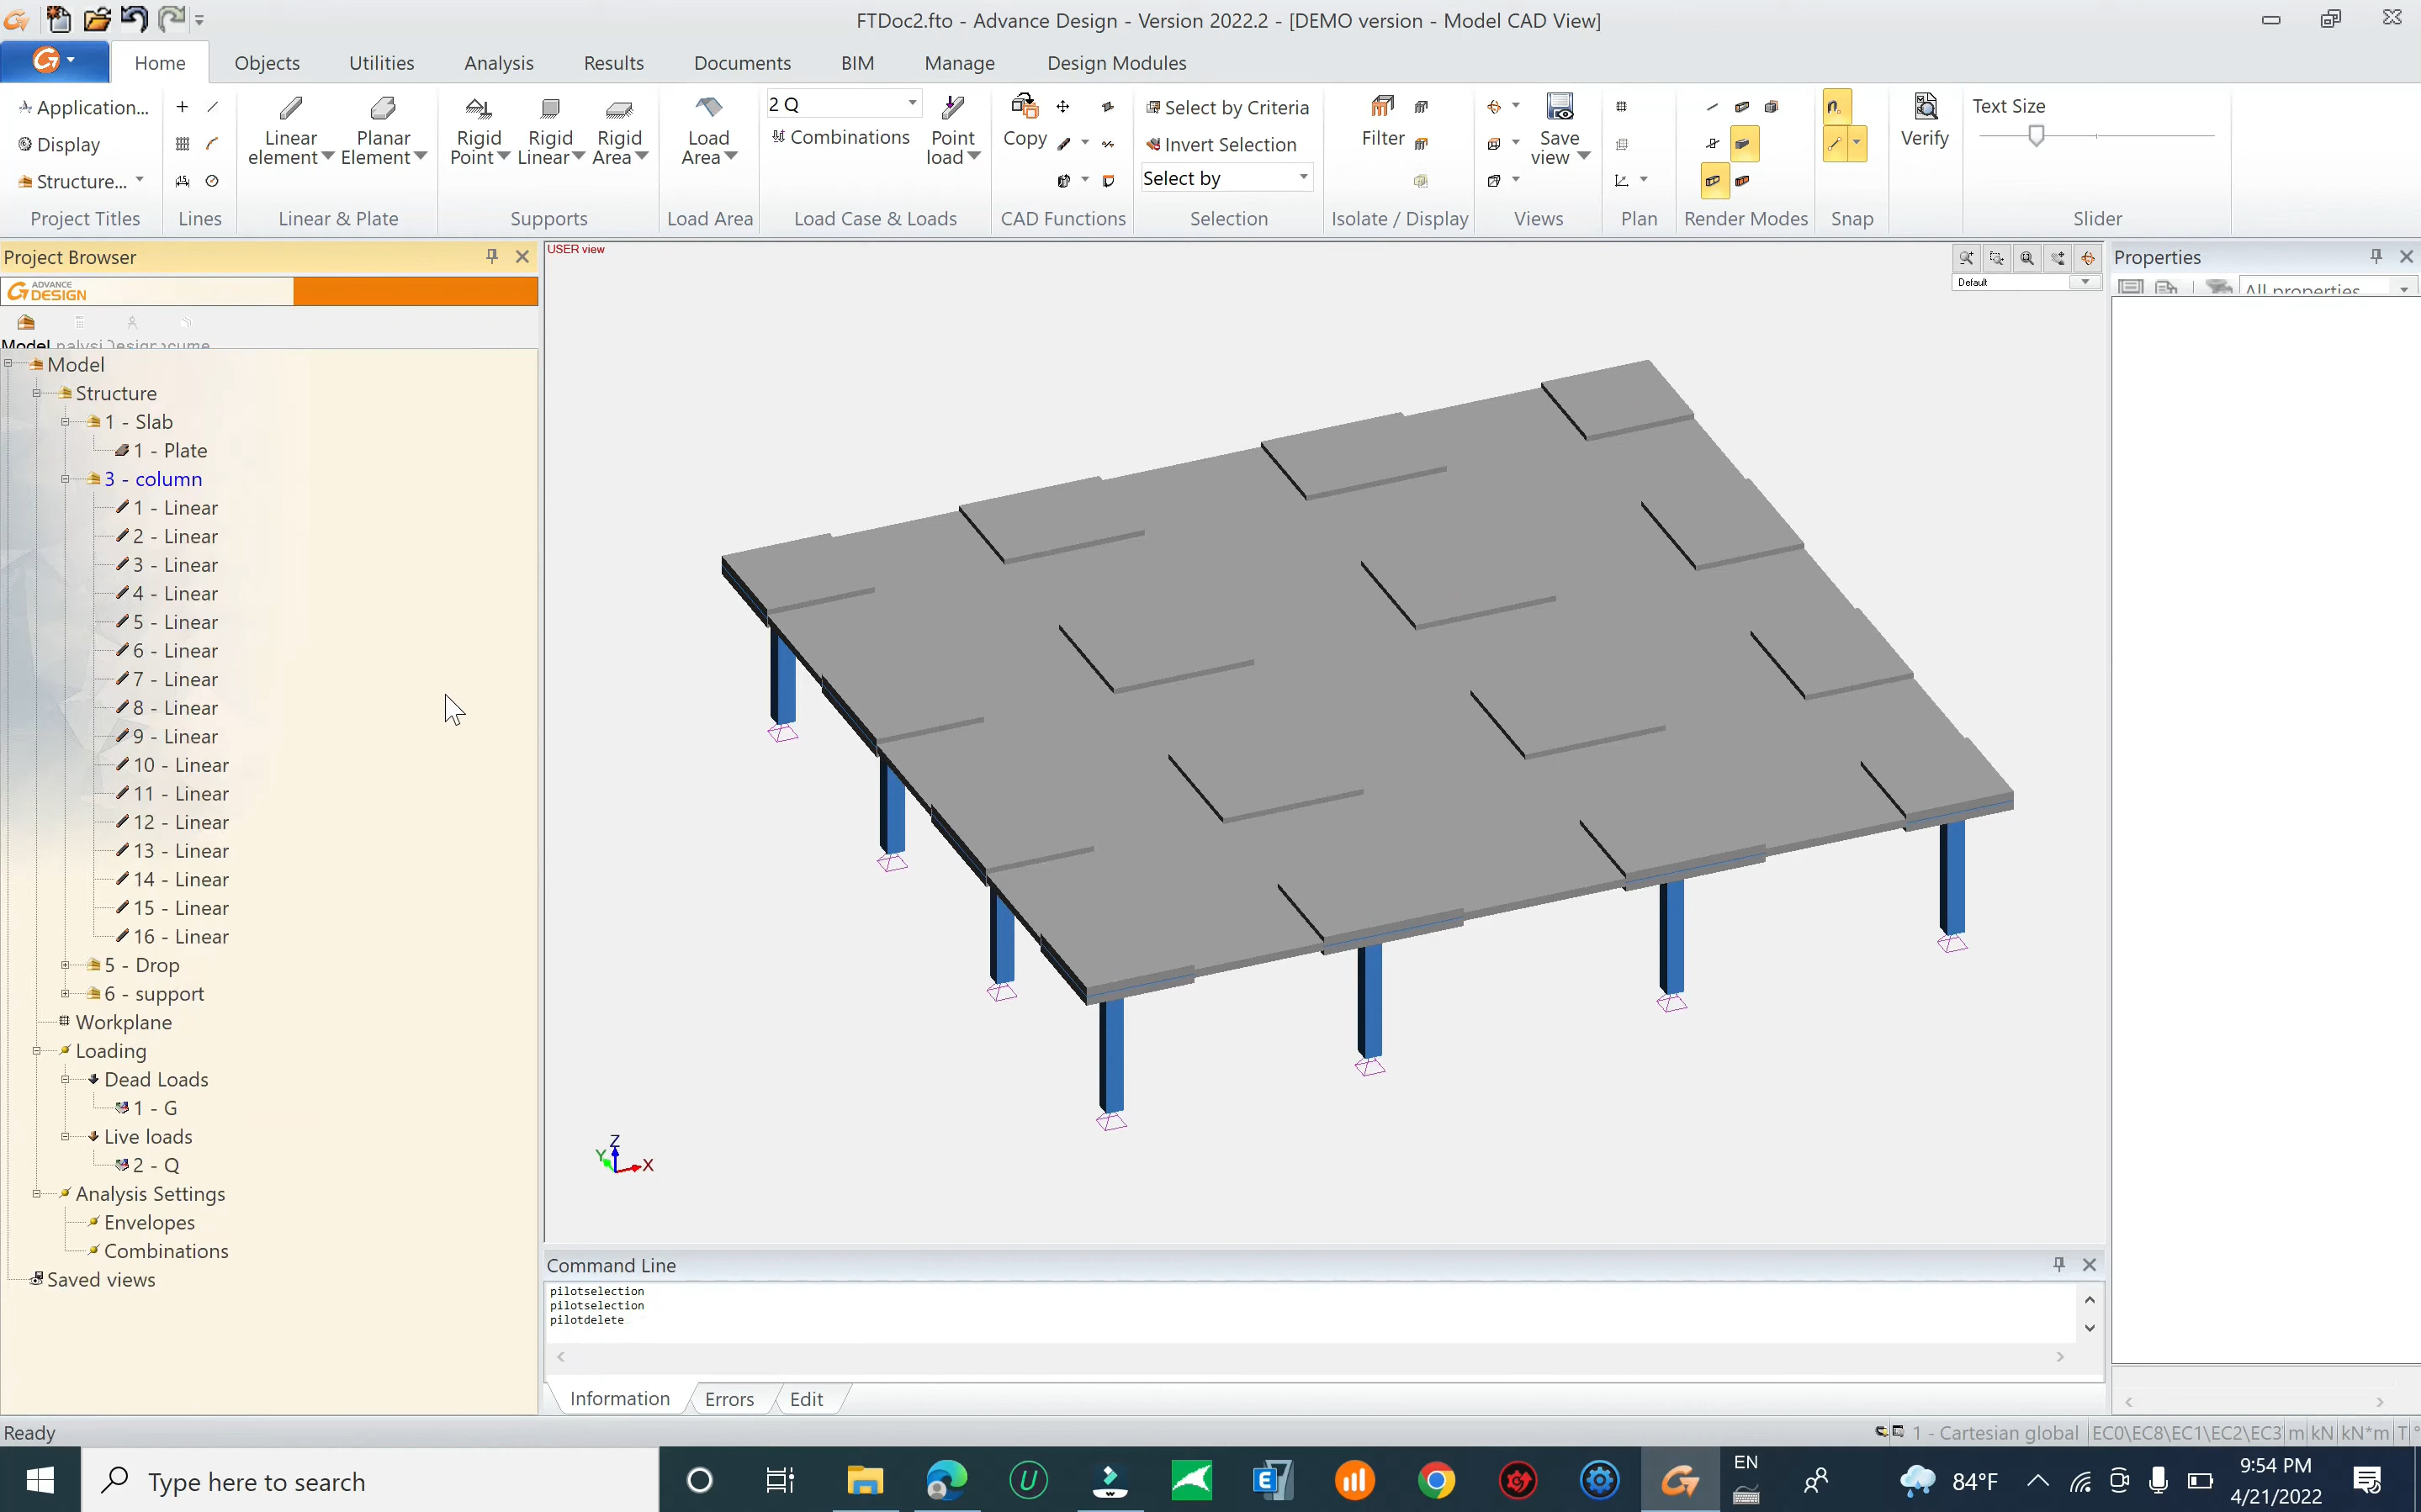 FTDoc2.fto - Advance Design - Version 2022.2 - [DEMO version - Model CAD View]
Home
Objects
Utilities
Analysis
Results
Documents
BIM
Manage
Design Modules
Application...
Display
Structure...
Project Titles
Lines
Linear element
Planar Element
Linear & Plate
Rigid Point
Rigid Linear
Rigid Area
Supports
Load Area
Load Area
2 Q
Combinations
Point load
Load Case & Loads
Copy
CAD Functions
Select by Criteria
Invert Selection
Select by
Selection
Filter
Isolate / Display
Save view
Views
Plan
Render Modes
Snap
Verify
Text Size
Slider
Project Browser
ADVANCE
DESIGN
Model
Model
Structure
1 - Slab
1 - Plate
3 - column
1 - Linear
2 - Linear
3 - Linear
4 - Linear
5 - Linear
6 - Linear
7 - Linear
8 - Linear
9 - Linear
10 - Linear
11 - Linear
12 - Linear
13 - Linear
14 - Linear
15 - Linear
16 - Linear
5 - Drop
6 - support
Workplane
Loading
Dead Loads
1 - G
Live loads
2 - Q
Analysis Settings
Envelopes
Combinations
Saved views
USER view
Default
Z
Y
X
Properties
All properties
Command Line
pilotselection
pilotselection
pilotdelete
Information
Errors
Edit
Ready
1 - Cartesian global
EC0\EC8\EC1\EC2\EC3
m
kN
kN*m
T
°
Type here to search
EN
84°F
9:54 PM
4/21/2022